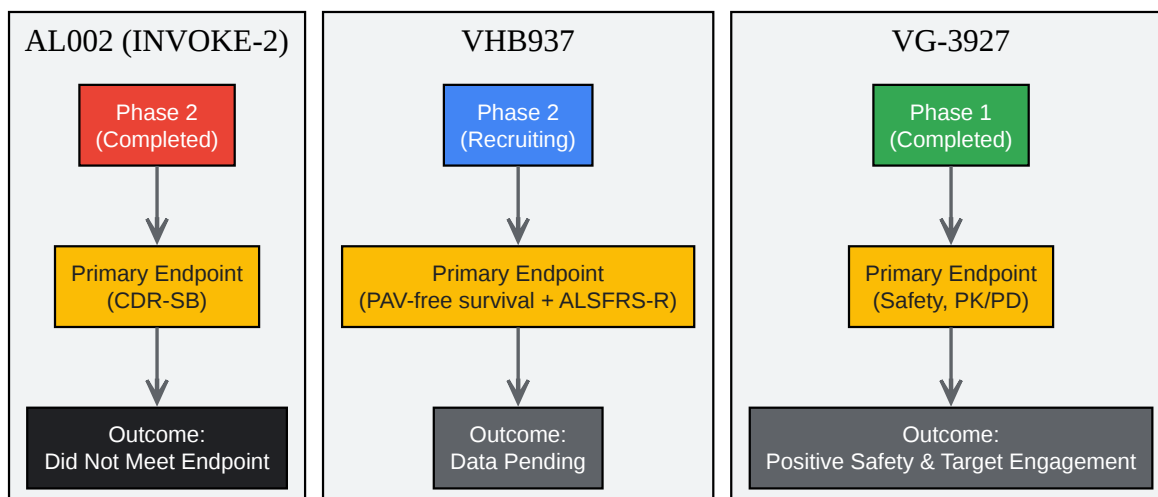 AL002 (INVOKE-2)
Phase 2
(Completed)
Primary Endpoint
(CDR-SB)
Outcome:
Did Not Meet Endpoint
VHB937
Phase 2
(Recruiting)
Primary Endpoint
(PAV-free survival + ALSFRS-R)
Outcome:
Data Pending
VG-3927
Phase 1
(Completed)
Primary Endpoint
(Safety, PK/PD)
Outcome:
Positive Safety & Target Engagement